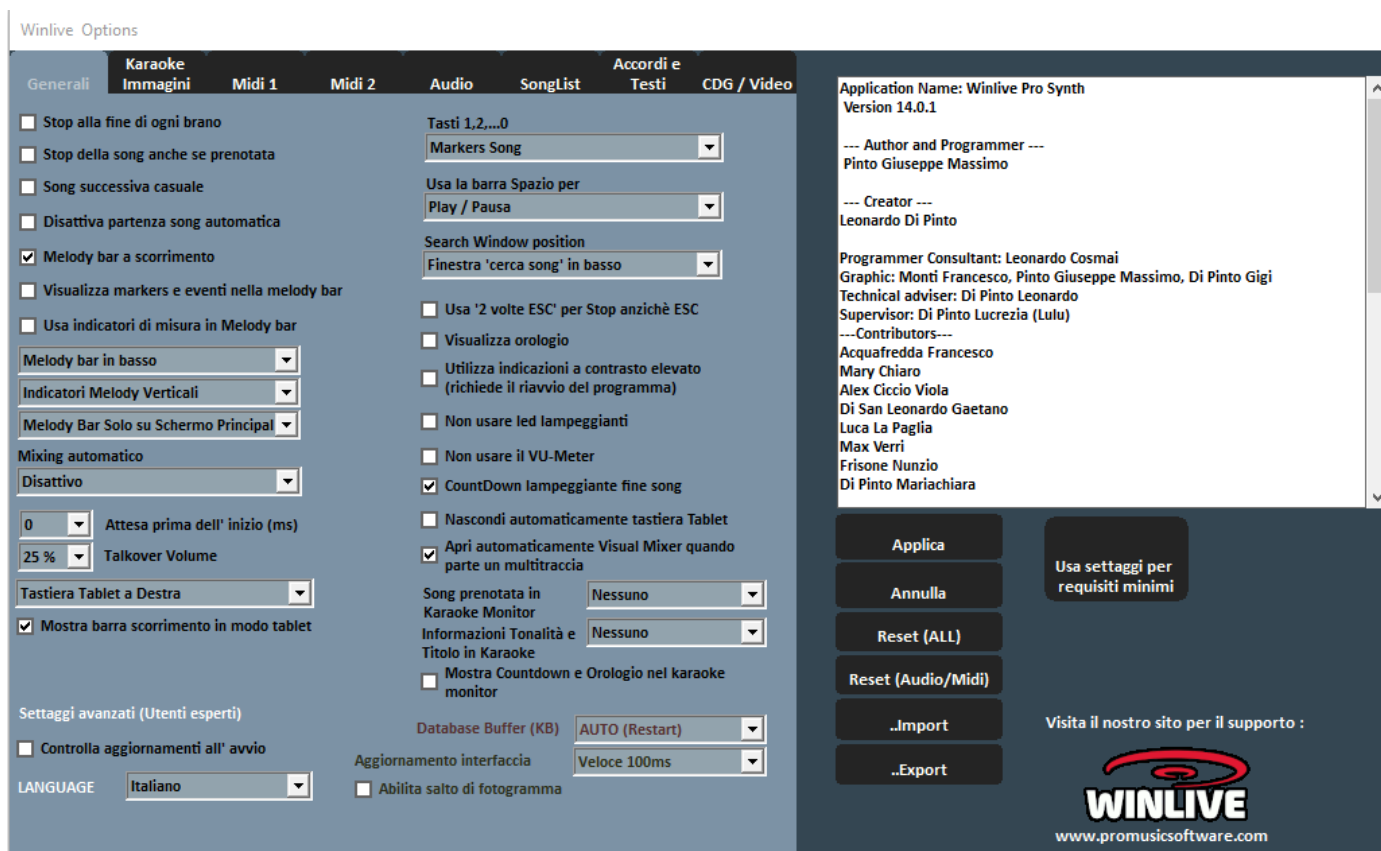 Winlive Options
Generali
Karaoke
Immagini
Midi 1
Midi 2
Audio
SongList
Accordi e
Testi
CDG / Video
Stop alla fine di ogni brano
Stop della song anche se prenotata
Song successiva casuale
Disattiva partenza song automatica
Melody bar a scorrimento
Visualizza markers e eventi nella melody bar
Usa indicatori di misura in Melody bar
Melody bar in basso
Indicatori Melody Verticali
Melody Bar Solo su Schermo Principal
Mixing automatico
Disattivo
0 Attesa prima dell' inizio (ms)
25 % Talkover Volume
Tastiera Tablet a Destra
Mostra barra scorrimento in modo tablet
Settaggi avanzati (Utenti esperti)
Controlla aggiornamenti all' avvio
LANGUAGE Italiano
Tasti 1,2,...0
Markers Song
Usa la barra Spazio per
Play / Pausa
Search Window position
Finestra 'cerca song' in basso
Usa '2 volte ESC' per Stop anzichè ESC
Visualizza orologio
Utilizza indicazioni a contrasto elevato
(richiede il riavvio del programma)
Non usare led lampeggianti
Non usare il VU-Meter
CountDown lampeggiante fine song
Nascondi automaticamente tastiera Tablet
Apri automaticamente Visual Mixer quando
parte un multitraccia
Song prenotata in
Karaoke Monitor
Nessuno
Informazioni Tonalità e
Titolo in Karaoke
Nessuno
Mostra Countdown e Orologio nel karaoke
monitor
Database Buffer (KB) AUTO (Restart)
Aggiornamento interfaccia Veloce 100ms
Abilita salto di fotogramma
Application Name: Winlive Pro Synth
Version 14.0.1
--- Author and Programmer ---
Pinto Giuseppe Massimo
--- Creator ---
Leonardo Di Pinto
Programmer Consultant: Leonardo Cosmai
Graphic: Monti Francesco, Pinto Giuseppe Massimo, Di Pinto Gigi
Technical adviser: Di Pinto Leonardo
Supervisor: Di Pinto Lucrezia (Lulu)
---Contributors---
Acquafredda Francesco
Mary Chiaro
Alex Ciccio Viola
Di San Leonardo Gaetano
Luca La Paglia
Max Verri
Frisone Nunzio
Di Pinto Mariachiara
Applica
Annulla
Reset (ALL)
Reset (Audio/Midi)
..Import
..Export
Usa settaggi per
requisiti minimi
Visita il nostro sito per il supporto :
WINLIVE
www.promusicsoftware.com